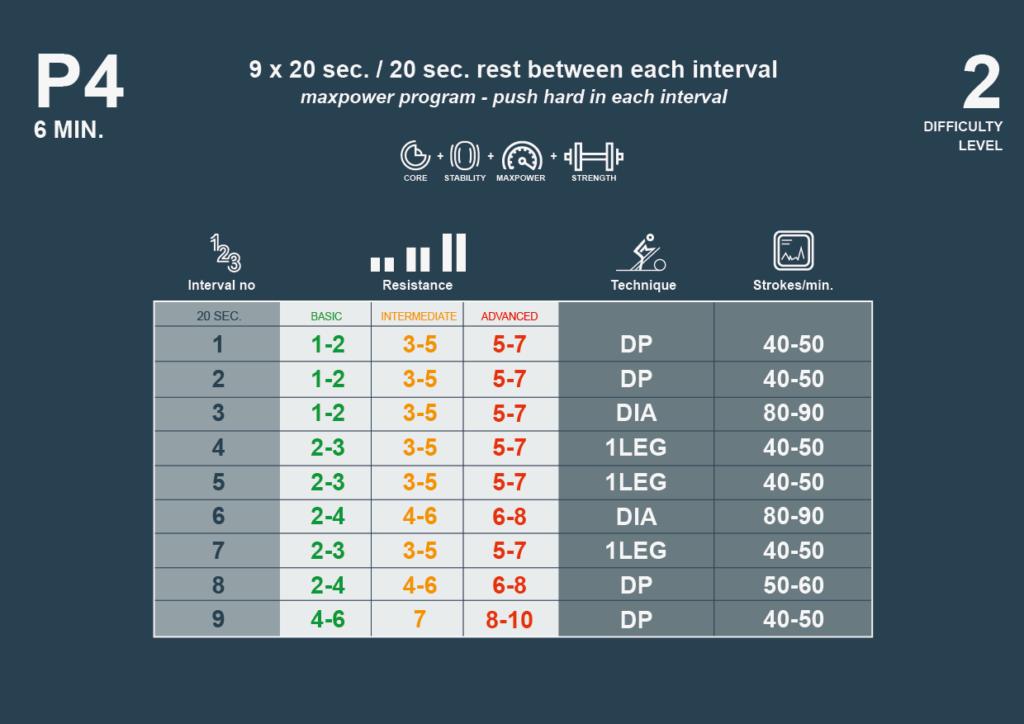 P4
6 MIN.
9 x 20 sec. / 20 sec. rest between each interval
maxpower program - push hard in each interval
2
DIFFICULTY
LEVEL
CORE + STABILITY + MAXPOWER + STRENGTH
123
Interval no Resistance Technique Strokes/min.
20 SEC. BASIC INTERMEDIATE ADVANCED
1 1-2 3-5 5-7 DP 40-50
2 1-2 3-5 5-7 DP 40-50
3 1-2 3-5 5-7 DIA 80-90
4 2-3 3-5 5-7 1LEG 40-50
5 2-3 3-5 5-7 1LEG 40-50
6 2-4 4-6 6-8 DIA 80-90
7 2-3 3-5 5-7 1LEG 40-50
8 2-4 4-6 6-8 DP 50-60
9 4-6 7 8-10 DP 40-50